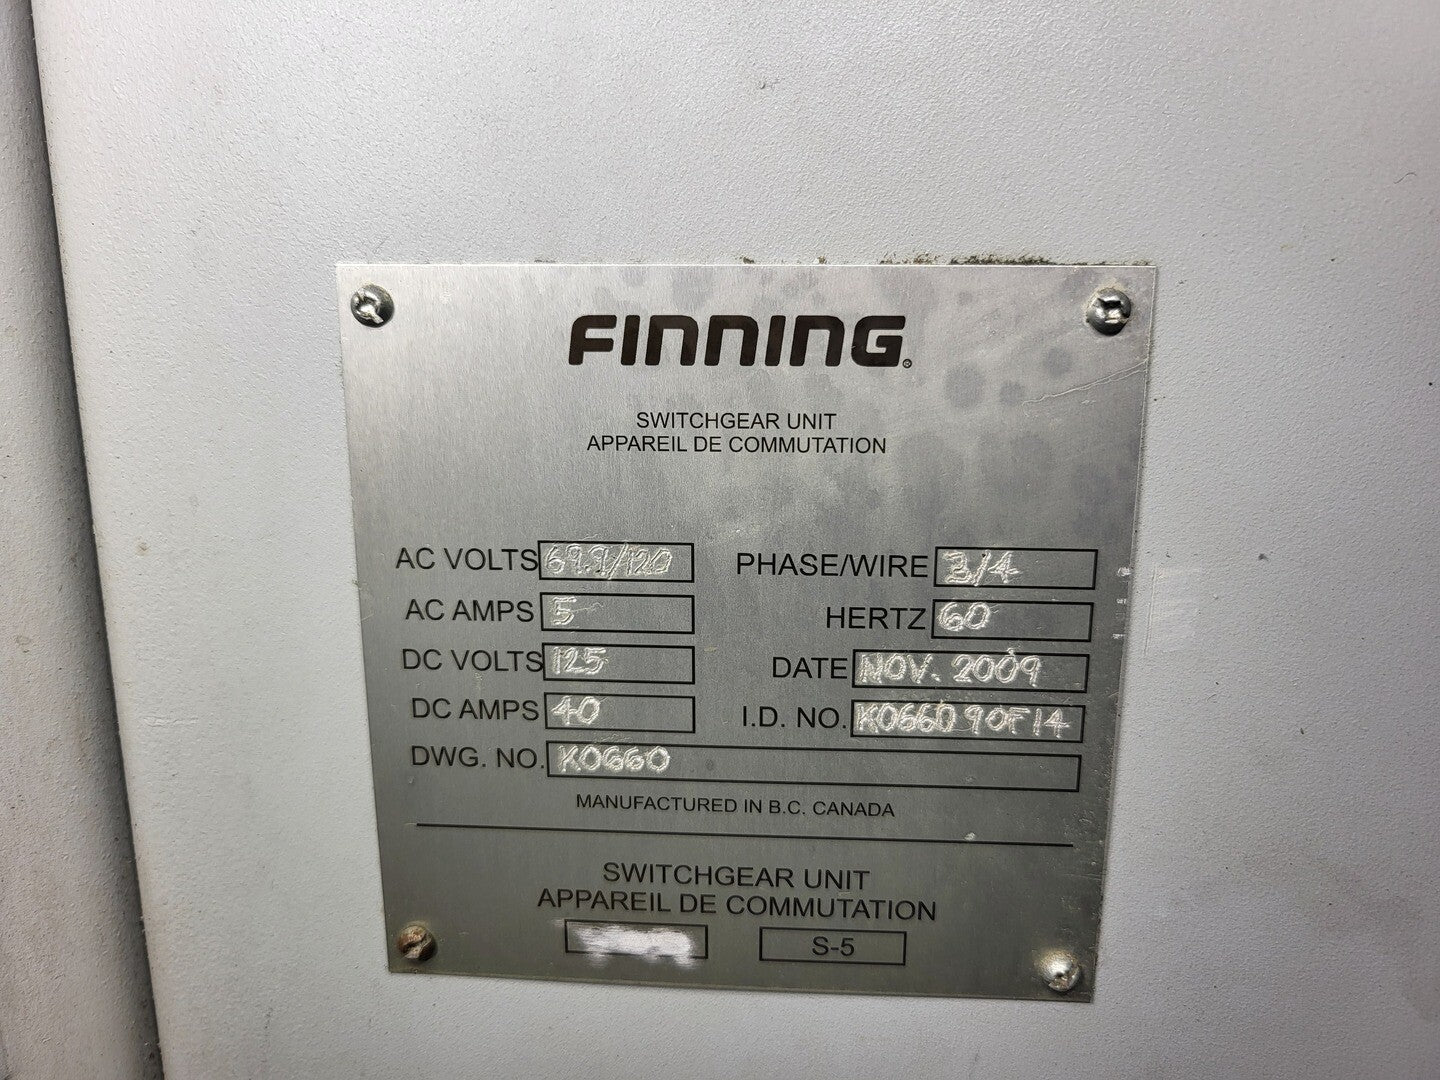 FINNING®
SWITCHGEAR UNIT
APPAREIL DE COMMUTATION
AC VOLTS 69.9/120 PHASE/WIRE 3/4
AC AMPS 5 HERTZ 60
DC VOLTS 125 DATE NOV. 2009
DC AMPS 40 I.D. NO. K066090F14
DWG. NO. K0660
MANUFACTURED IN B.C. CANADA
SWITCHGEAR UNIT
APPAREIL DE COMMUTATION
S-5